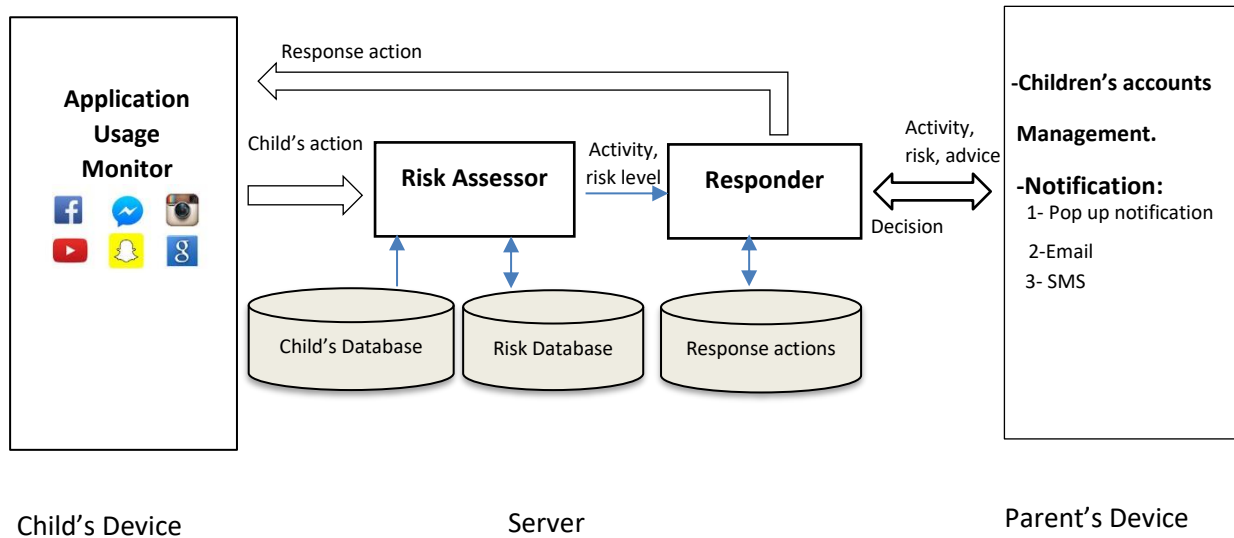 Response action
Application
Usage
Monitor
f
8
Child's action
Risk Assessor
Activity,
risk level
Responder
Activity,
risk, advice
Decision
-Children's accounts
Management.
-Notification:
1- Pop up notification
2-Email
3- SMS
Child's Database
Risk Database
Response actions
Child's Device
Server
Parent's Device